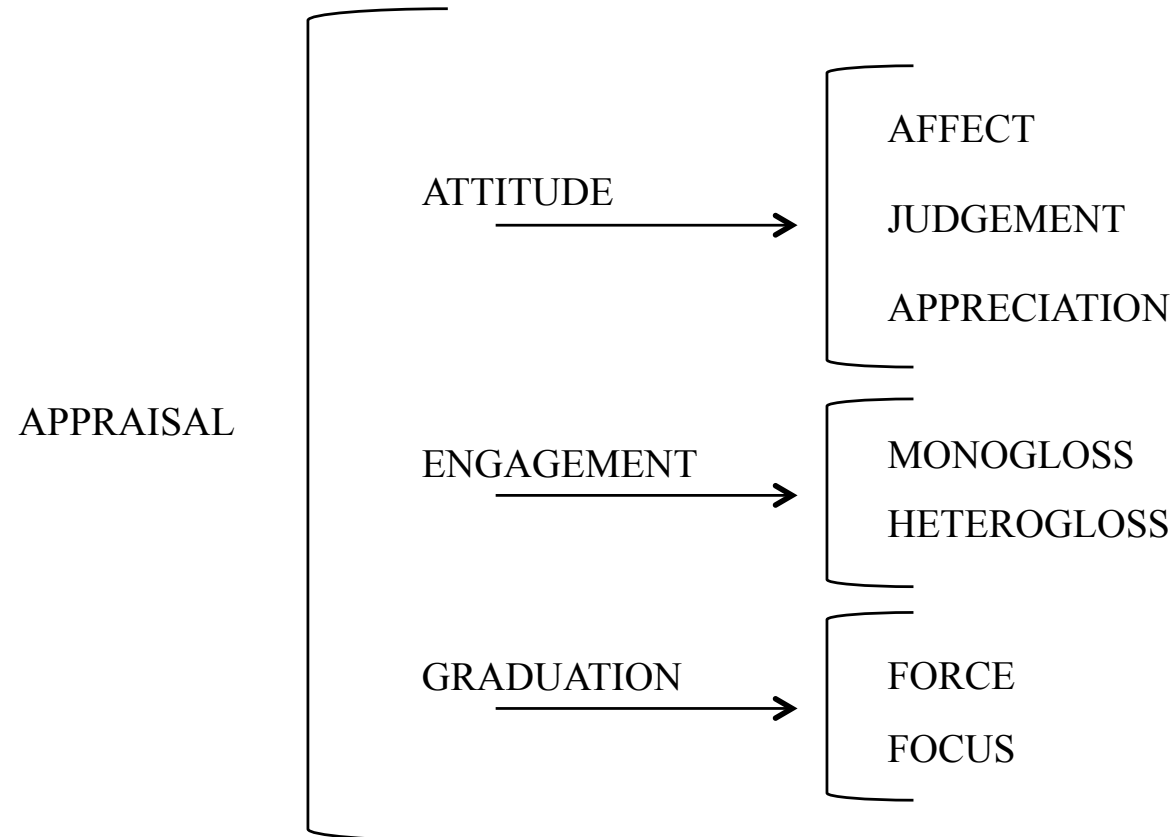 APPRAISAL
ATTITUDE
AFFECT
JUDGEMENT
APPRECIATION
ENGAGEMENT
MONOGLOSS
HETEROGLOSS
GRADUATION
FORCE
FOCUS